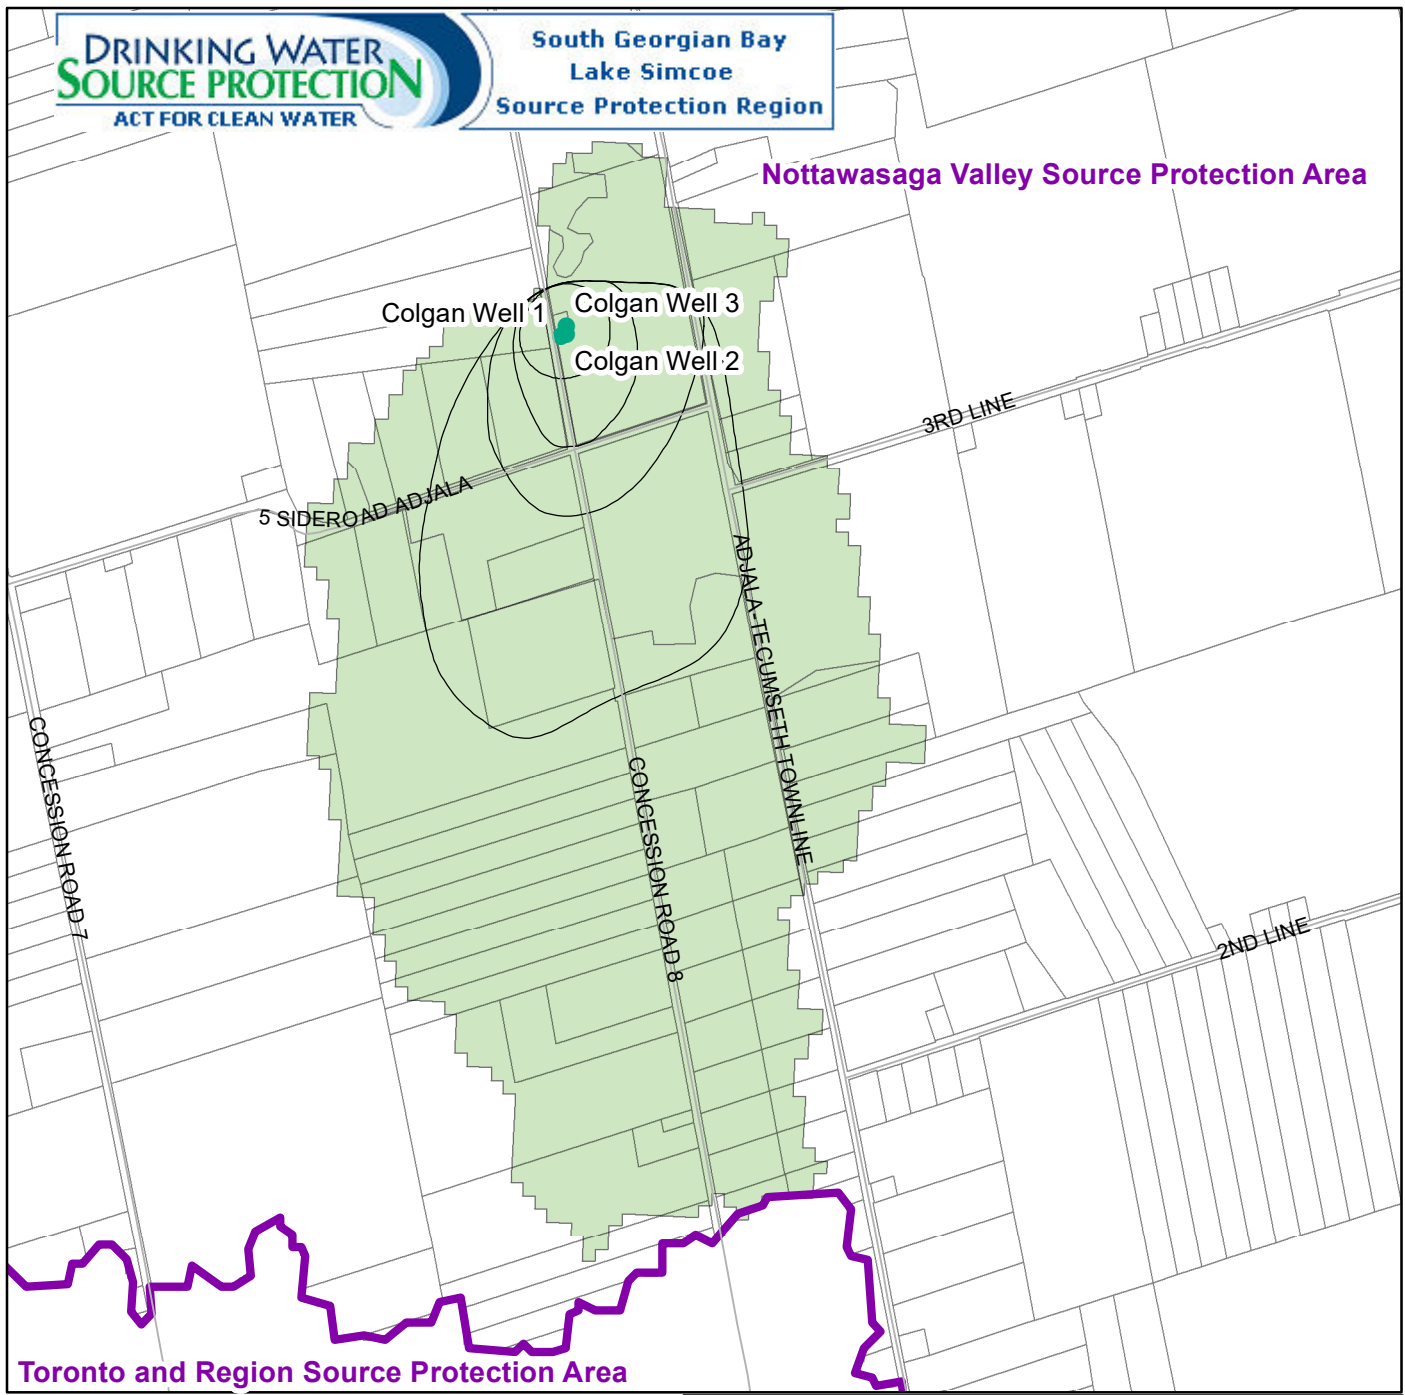 DRINKING WATER
SOURCE PROTECTION
ACT FOR CLEAN WATER
South Georgian Bay
Lake Simcoe
Source Protection Region
Nottawasaga Valley Source Protection Area
Colgan Well 1
Colgan Well 3
Colgan Well 2
3RD LINE
5 SIDEROAD ADJALA
ADJALA-TECUMSETH TOWNLINE
CONCESSION ROAD 7
CONCESSION ROAD 8
2ND LINE
Toronto and Region Source Protection Area